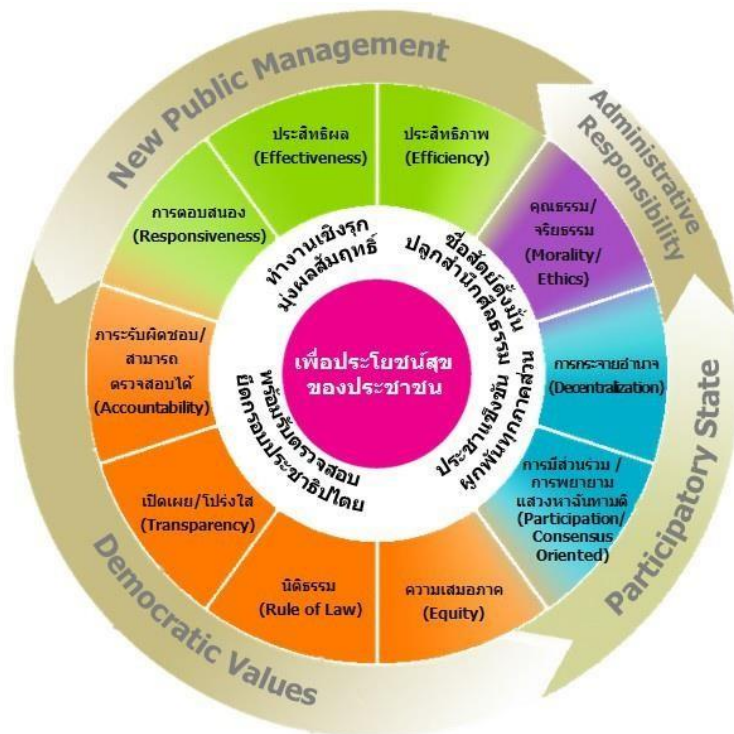 New Public Management
Administrative
Responsibility
Participatory State
Democratic Values
ประสิทธิผล
(Effectiveness)
ประสิทธิภาพ
(Efficiency)
คุณธรรม/
จริยธรรม
(Morality/
Ethics)
การกระจายอำนาจ
(Decentralization)
การมีส่วนร่วม /
การพยายาม
แสวงหาฉันทามติ
(Participation/
Consensus
Oriented)
ความเสมอภาค
(Equity)
นิติธรรม
(Rule of Law)
เปิดเผย/โปร่งใส
(Transparency)
ภาระรับผิดชอบ/
สามารถ
ตรวจสอบได้
(Accountability)
การตอบสนอง
(Responsiveness)
ทำงานเชิงรุก
มุ่งผลสัมฤทธิ์
ซื่อสัตย์ตั้งมั่น
ปลูกสำนึกศีลธรรม
ประชาแข็งขัน
ผูกพันทุกภาคส่วน
พร้อมรับตรวจสอบ
ยึดกรอบประชาธิปไตย
เพื่อประโยชน์สุข
ของประชาชน